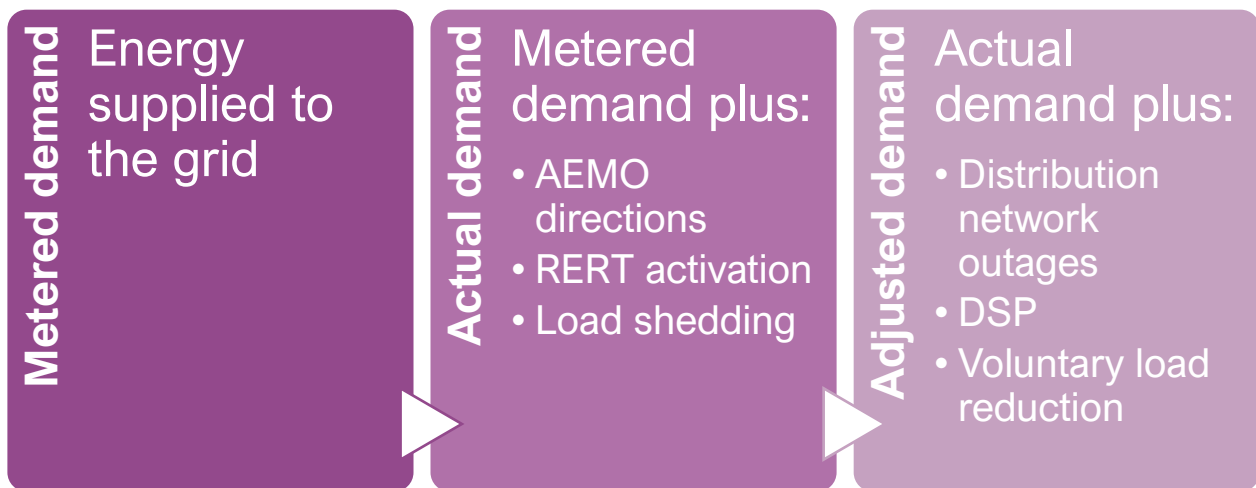 Metered demand
Energy
supplied to
the grid
Actual demand
Metered
demand plus:
• AEMO
directions
• RERT activation
• Load shedding
Adjusted demand
Actual
demand plus:
• Distribution
network
outages
• DSP
• Voluntary load
reduction